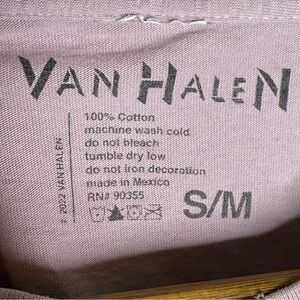 VAN HALEN
100% Cotton
machine wash cold
do not bleach
tumble dry low
do not iron decoration
made in Mexico
RN# 90355
S/M
© 2022 VAN HALEN